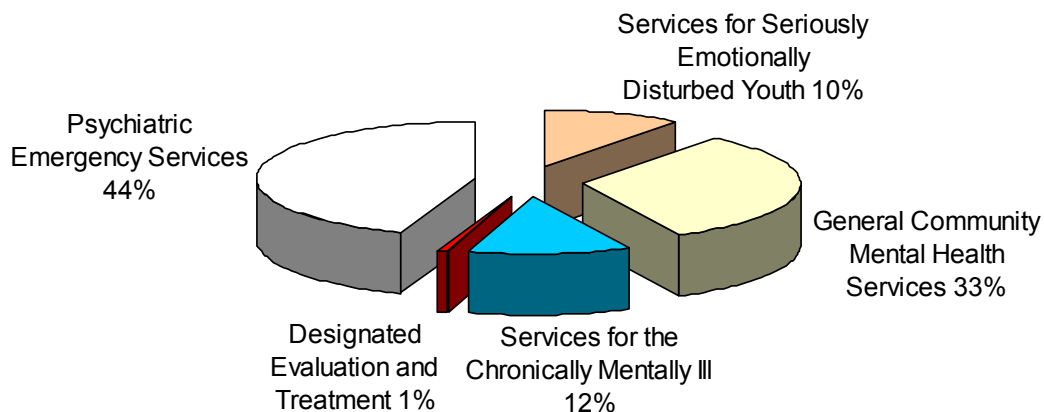 Services for Seriously
Emotionally
Disturbed Youth 10%
Psychiatric
Emergency Services
44%
General Community
Mental Health
Services 33%
Designated
Evaluation and
Treatment 1%
Services for the
Chronically Mentally Ill
12%